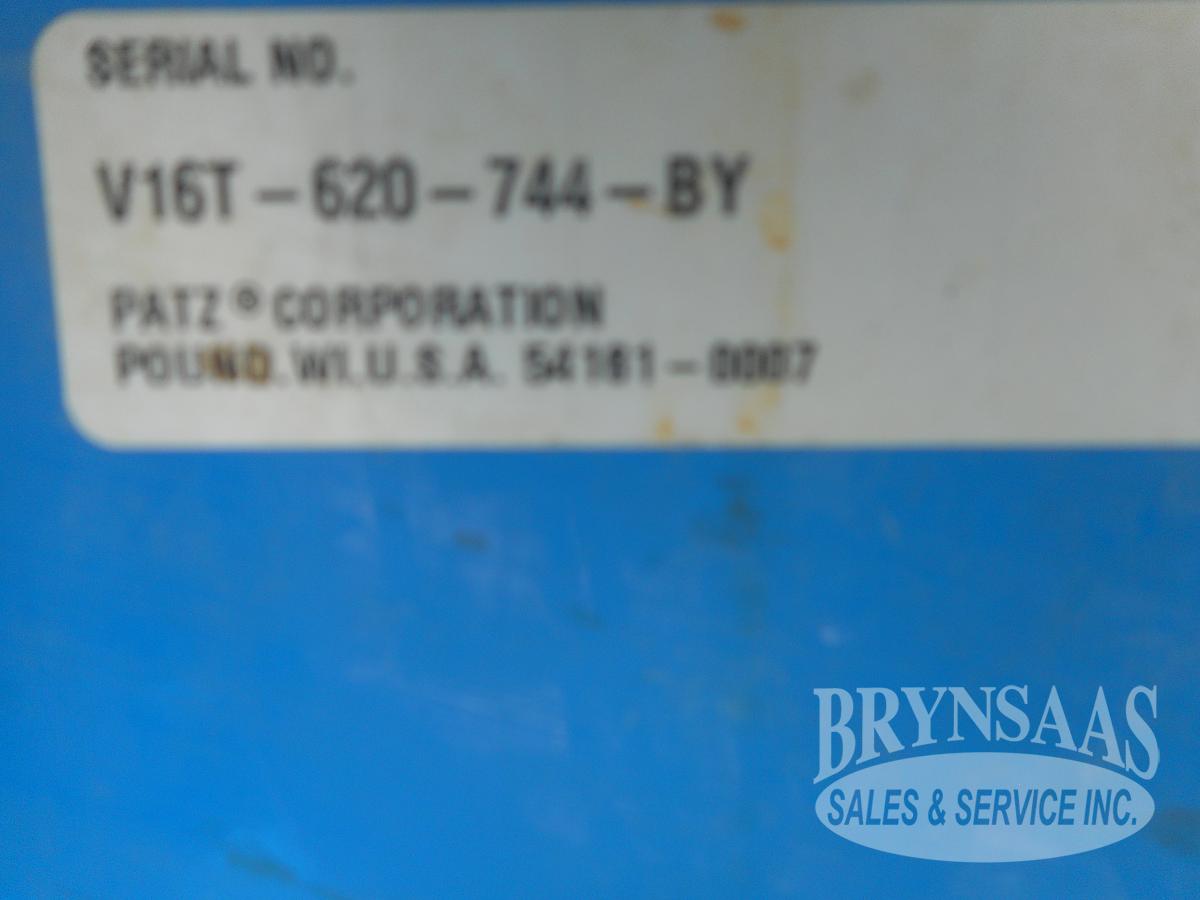 SERIAL NO.
V16T-620-744-BY
PATZ® CORPORATION
POUND, WI, U.S.A. 54161-0007
BRYNSAAS
SALES & SERVICE INC.